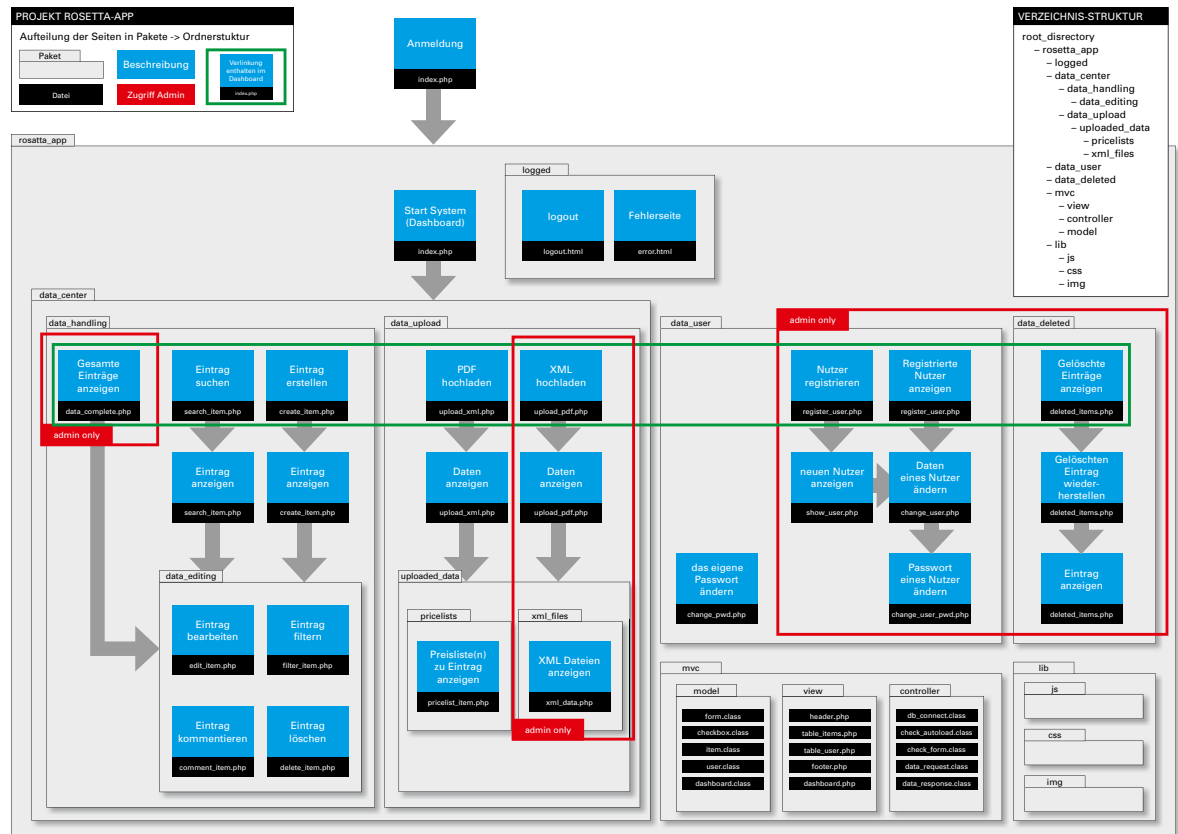 PROJEKT ROSETTA-APP
Aufteilung der Seiten in Pakete -> Ordnerstuktur
Paket
Beschreibung
Verlinkung
enthalten im
Dashboard
index.php
Datei
Zugriff Admin
Anmeldung
index.php
VERZEICHNIS-STRUKTUR
root_disrectory
– rosetta_app
– logged
– data_center
– data_handling
– data_editing
– data_upload
– uploaded_data
– pricelists
– xml_files
– data_user
– data_deleted
– mvc
– view
– controller
– model
– lib
– js
– css
– img
rosatta_app
Start System
(Dashboard)
index.php
logged
logout
logout.html
Fehlerseite
error.html
data_center
data_handling
Gesamte
Einträge
anzeigen
data_complete.php
admin only
Eintrag
suchen
search_item.php
Eintrag
erstellen
create_item.php
Eintrag
anzeigen
search_item.php
Eintrag
anzeigen
create_item.php
data_editing
Eintrag
bearbeiten
edit_item.php
Eintrag
filtern
filter_item.php
Eintrag
kommentieren
comment_item.php
Eintrag
löschen
delete_item.php
data_upload
PDF
hochladen
upload_xml.php
XML
hochladen
upload_pdf.php
Daten
anzeigen
upload_xml.php
Daten
anzeigen
upload_pdf.php
uploaded_data
pricelists
Preisliste(n)
zu Eintrag
anzeigen
pricelist_item.php
xml_files
XML Dateien
anzeigen
xml_data.php
admin only
data_user
admin only
Nutzer
registrieren
register_user.php
Registrierte
Nutzer
anzeigen
register_user.php
neuen Nutzer
anzeigen
show_user.php
Daten
eines Nutzer
ändern
change_user.php
das eigene
Passwort
ändern
change_pwd.php
Passwort
eines Nutzer
ändern
change_user_pwd.php
data_deleted
Gelöschte
Einträge
anzeigen
deleted_items.php
Gelöschten
Eintrag
wieder-
herstellen
deleted_items.php
Eintrag
anzeigen
deleted_items.php
mvc
model
form.class
checkbox.class
item.class
user.class
dashboard.class
view
header.php
table_items.php
table_user.php
footer.php
dashboard.php
controller
db_connect.class
check_autoload.class
check_form.class
data_request.class
data_response.class
lib
js
css
img